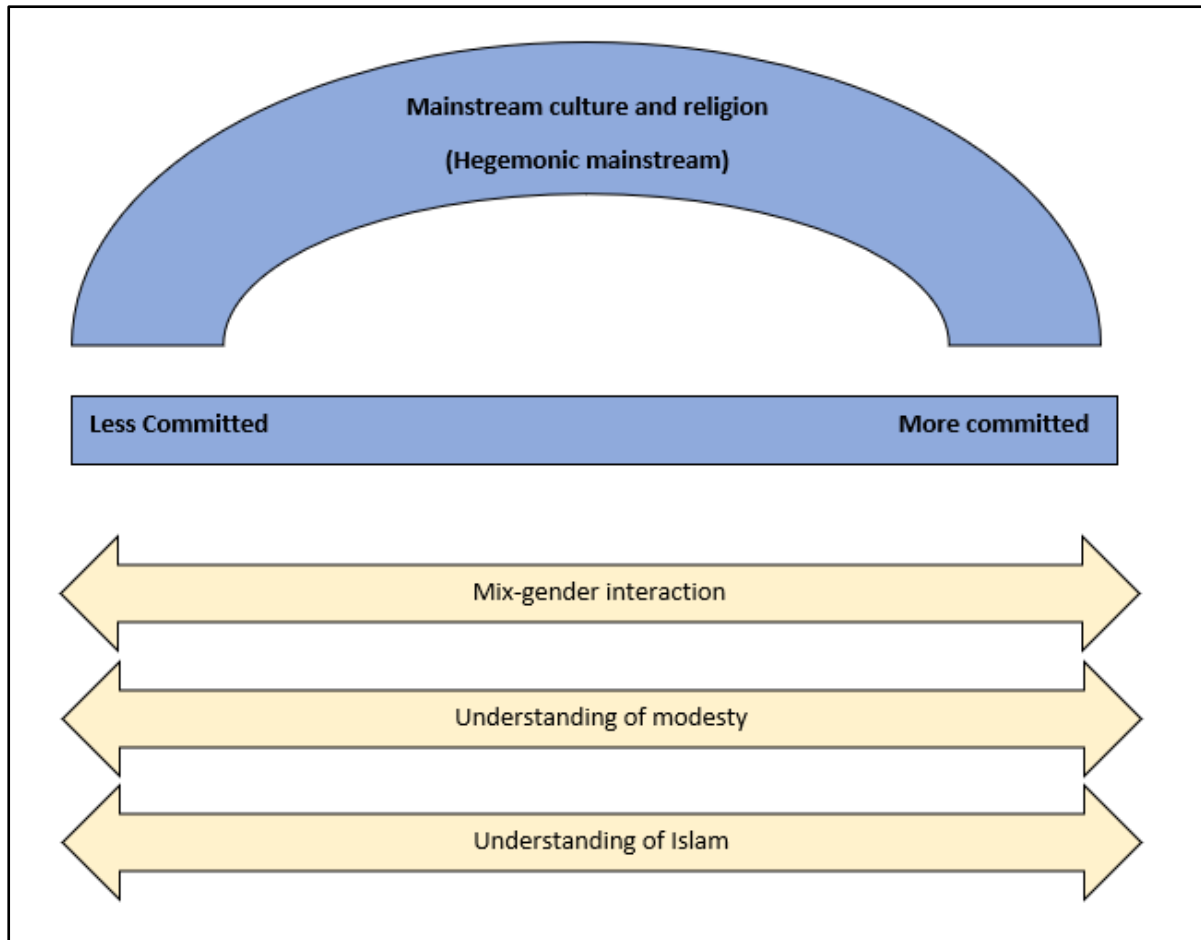 Mainstream culture and religion
(Hegemonic mainstream)
Less Committed
More committed
Mix-gender interaction
Understanding of modesty
Understanding of Islam